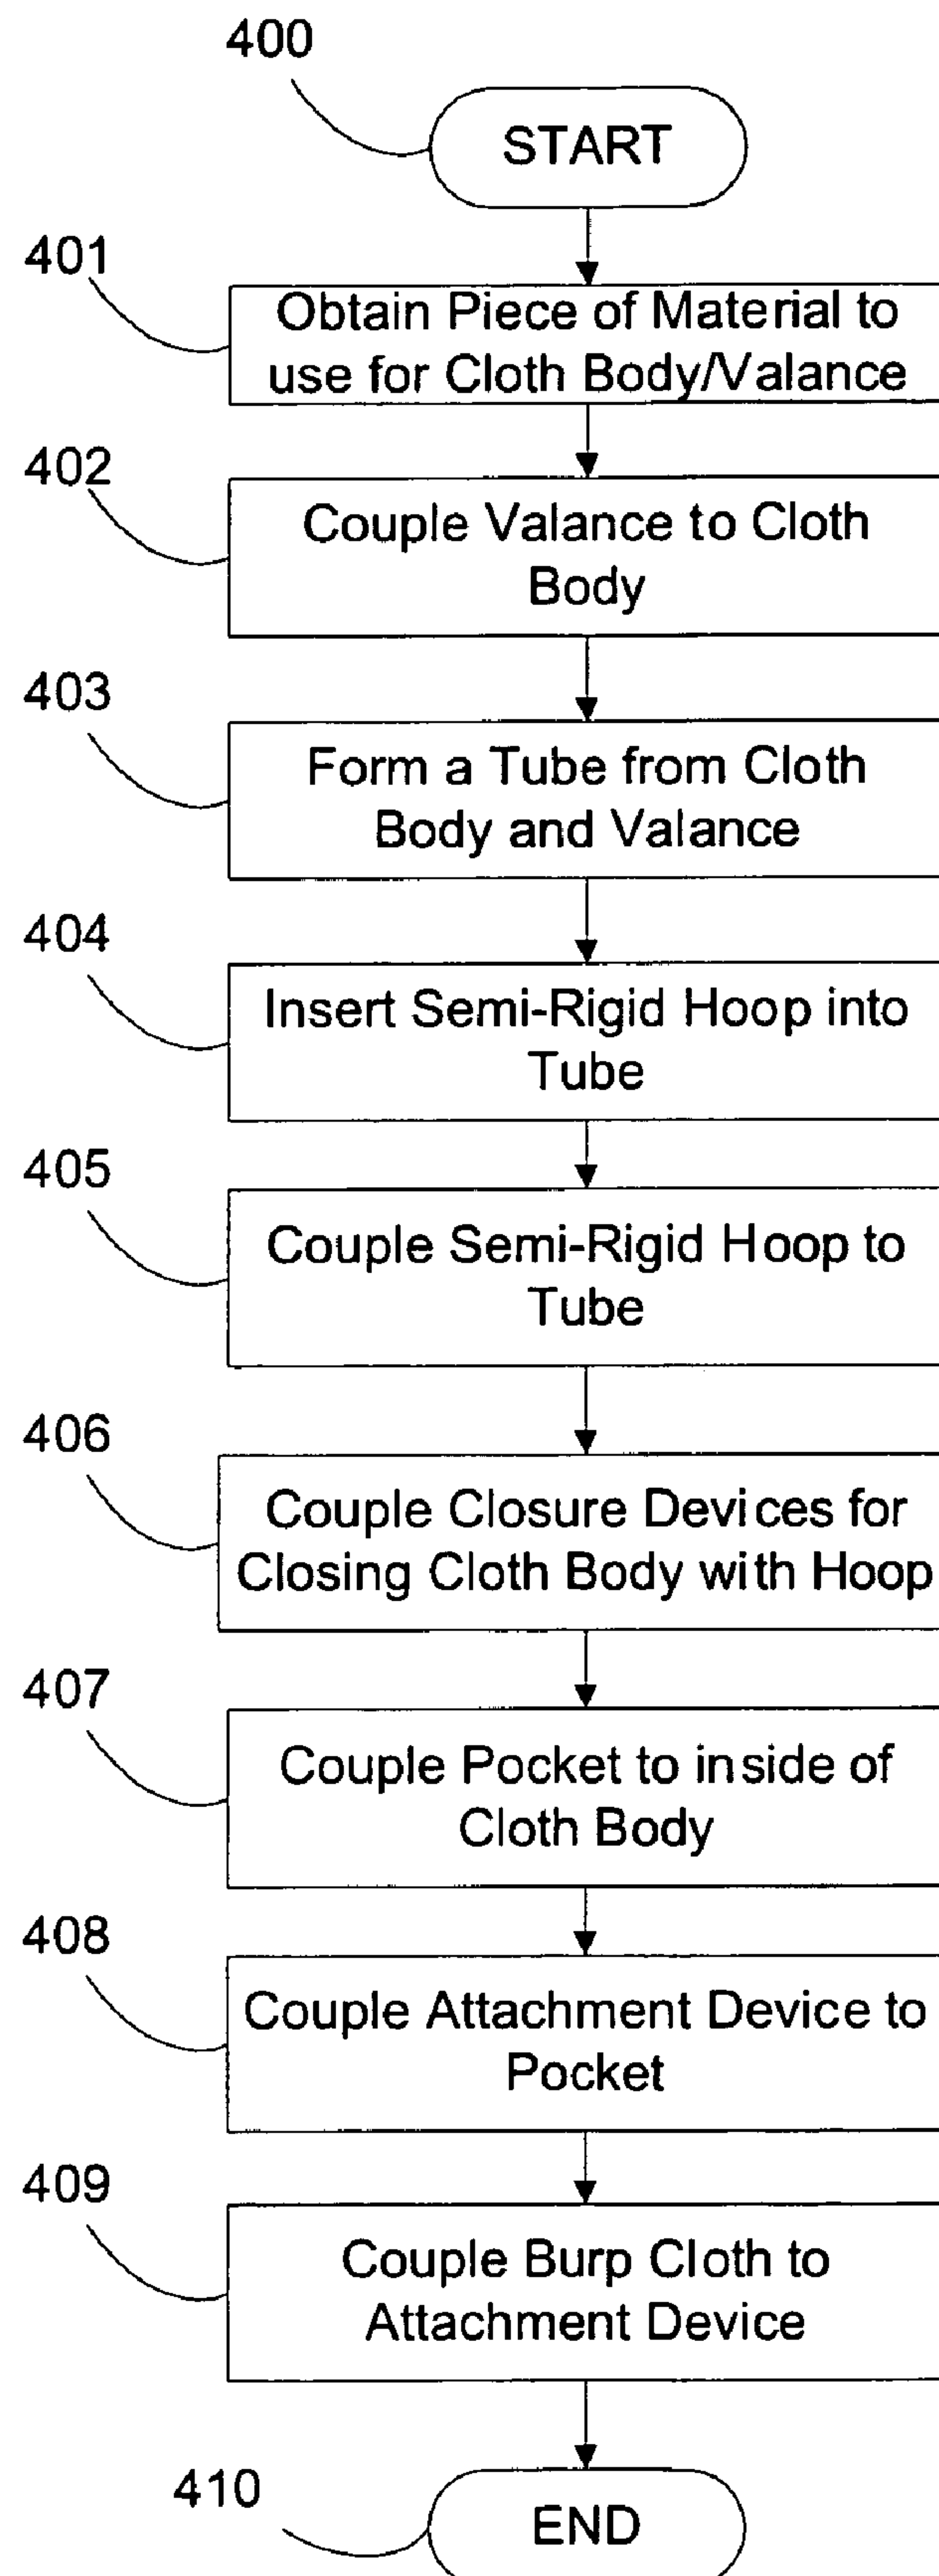 400
START
401
Obtain Piece of Material to
use for Cloth Body/Valance
402
Couple Valance to Cloth
Body
403
Form a Tube from Cloth
Body and Valance
404
Insert Semi-Rigid Hoop into
Tube
405
Couple Semi-Rigid Hoop to
Tube
406
Couple Closure Devices for
Closing Cloth Body with Hoop
407
Couple Pocket to inside of
Cloth Body
408
Couple Attachment Device to
Pocket
409
Couple Burp Cloth to
Attachment Device
410
END